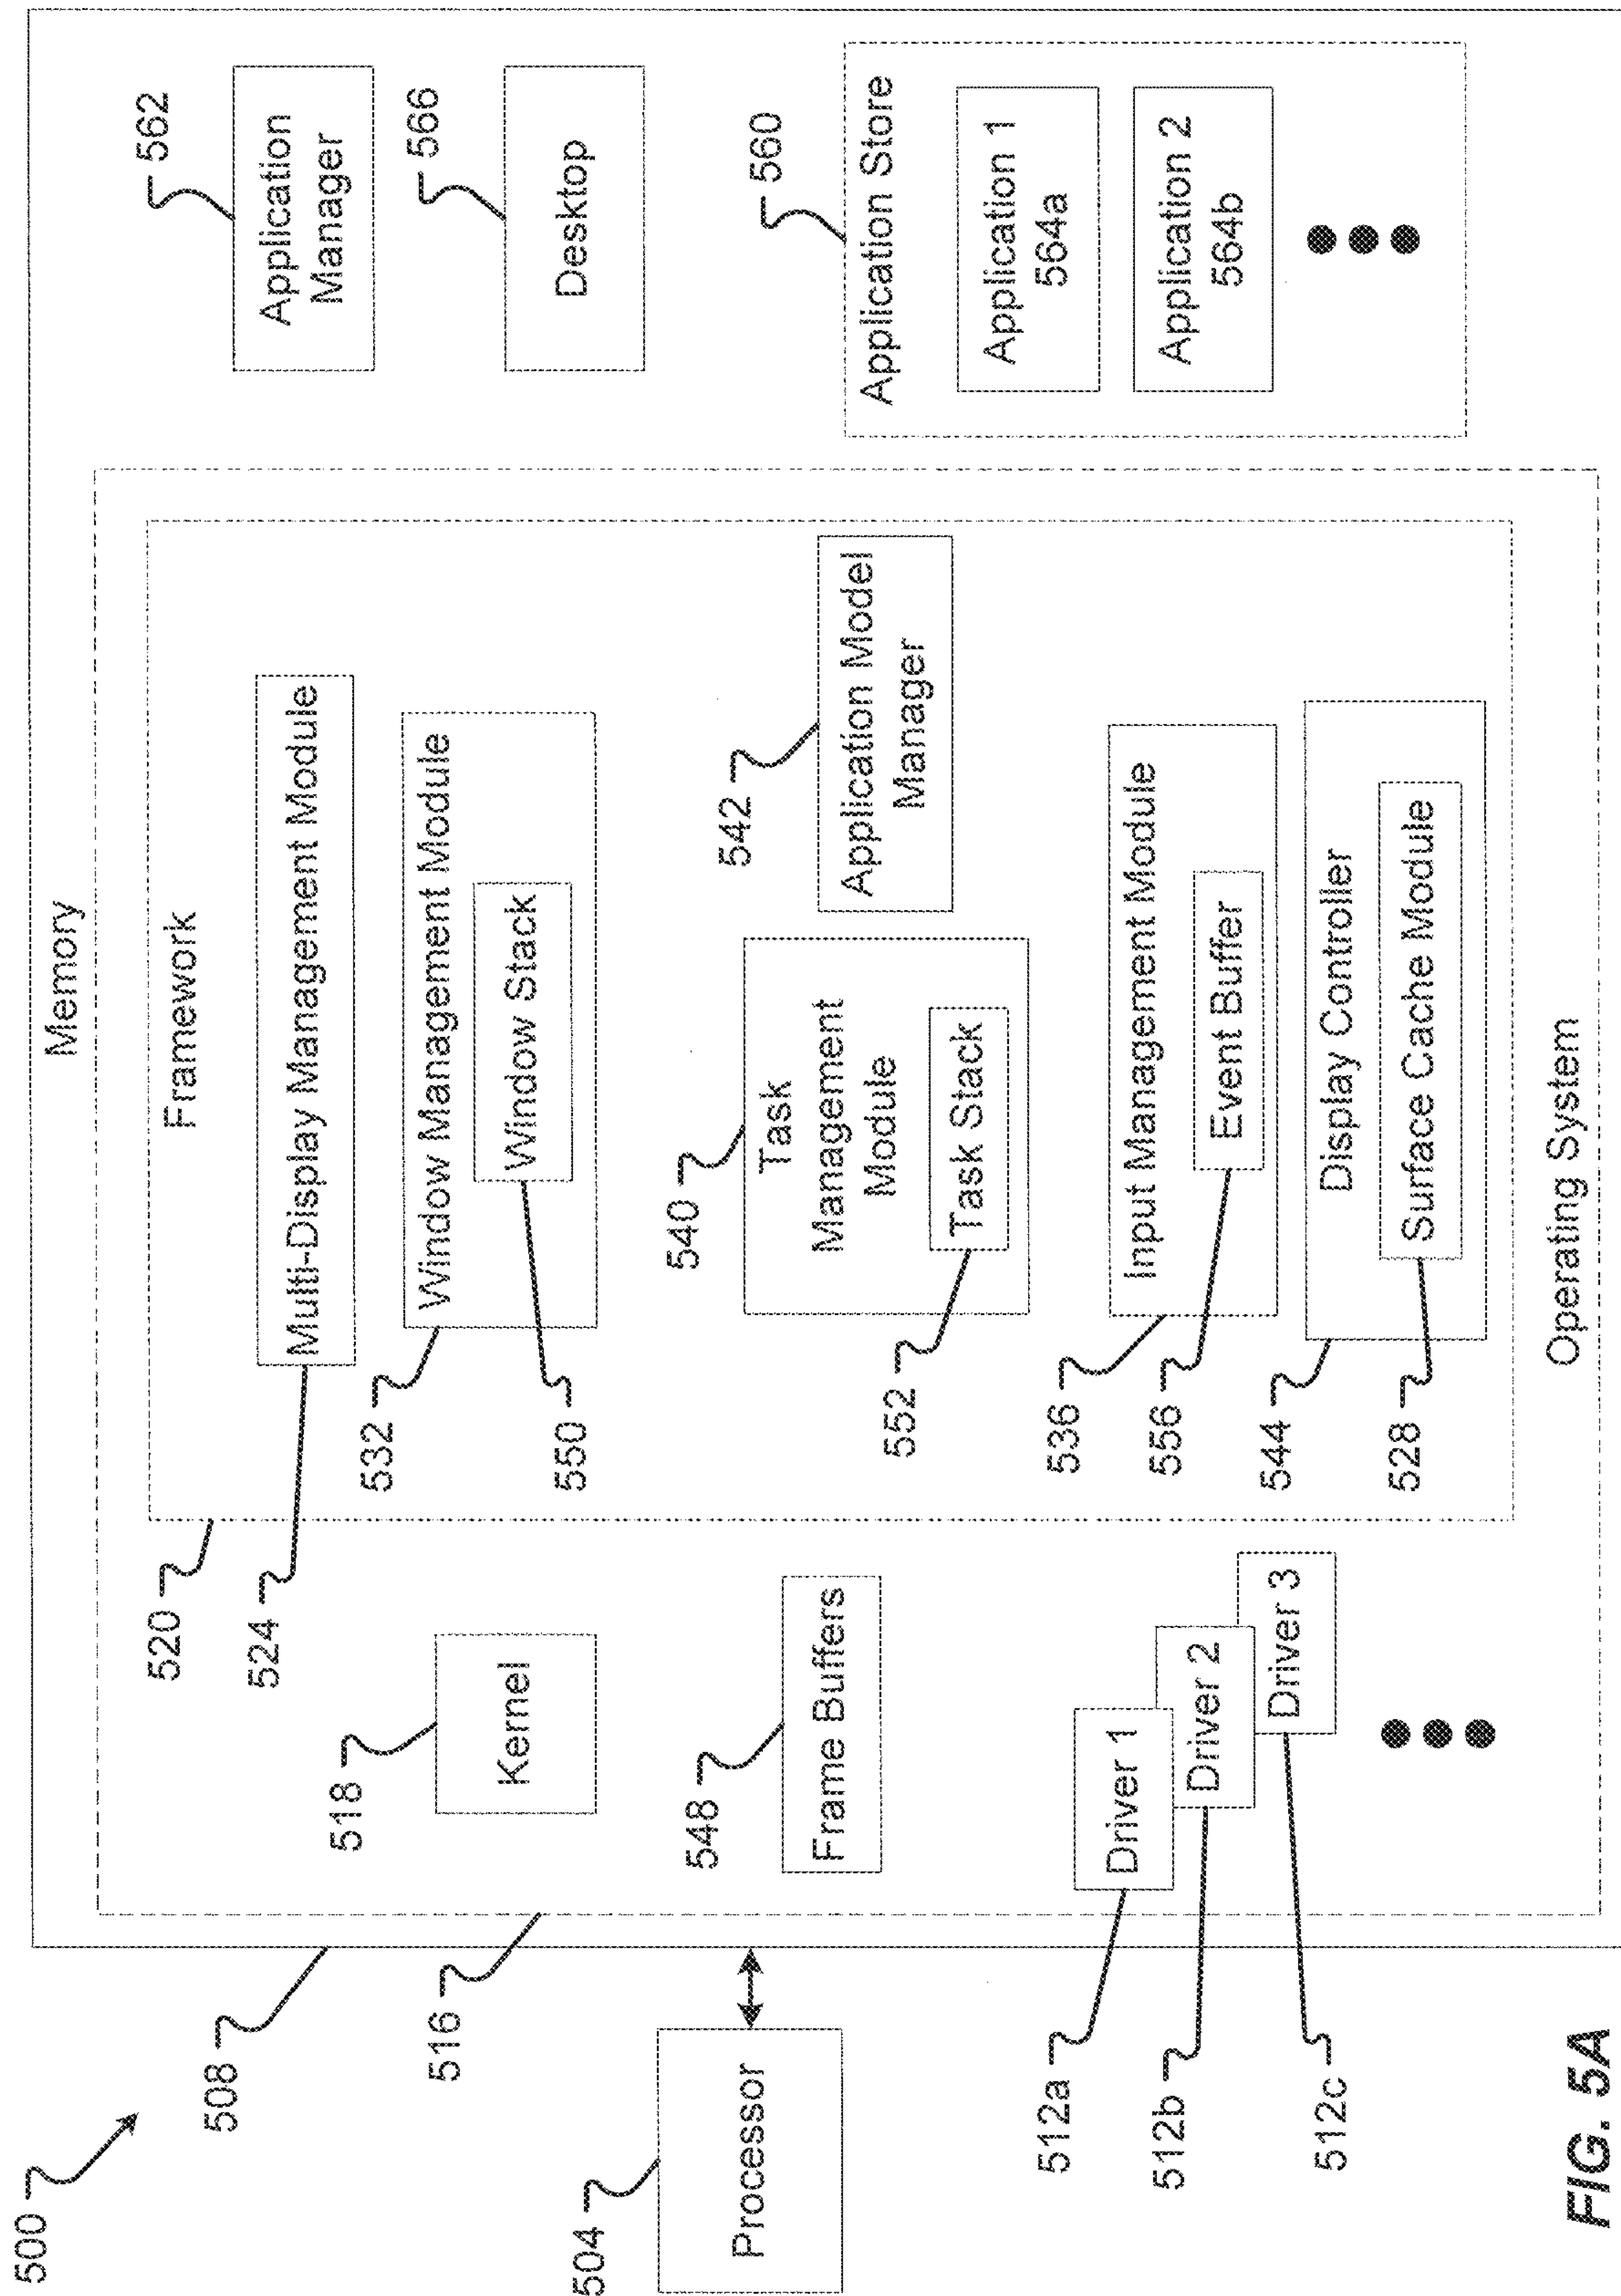 500
508
Memory
516
520
Framework
524
Multi-Display Management Module
532
Window Management Module
550
Window Stack
518
Kernel
504
Processor
548
Frame Buffers
540
Task
Management
Module
552
Task Stack
542
Application Model
Manager
536
Input Management Module
556
Event Buffer
544
Display Controller
528
Surface Cache Module
512a
Driver 1
512b
Driver 2
512c
Driver 3
Operating System
562
Application
Manager
566
Desktop
560
Application Store
Application 1
564a
Application 2
564b
FIG. 5A